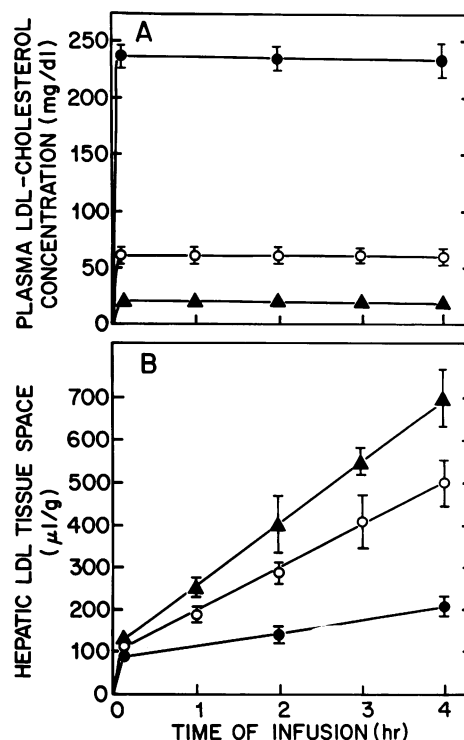 A
PLASMA LDL-CHOLESTEROL
CONCENTRATION (mg/dl)
250
200
150
100
50
0
B
HEPATIC LDL TISSUE SPACE
(μl/g)
700
600
500
400
300
200
100
0
0 1 2 3 4
TIME OF INFUSION (hr)